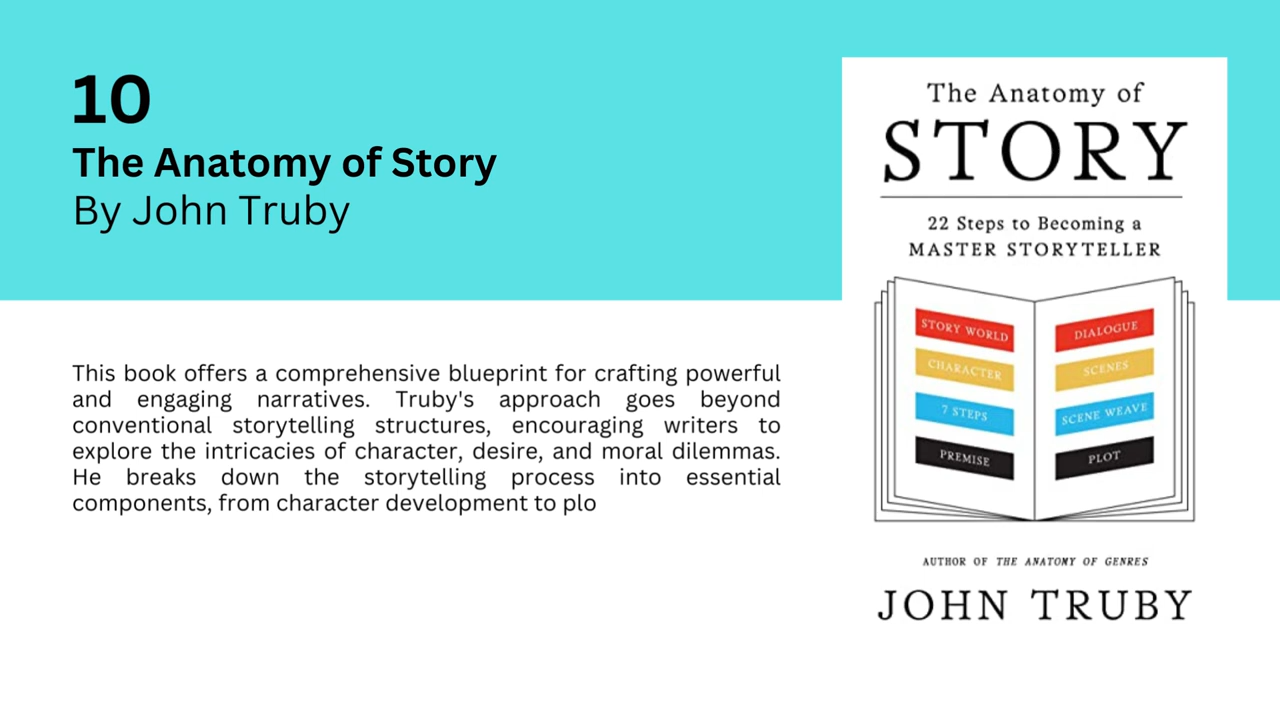 10
The Anatomy of Story
By John Truby
This book offers a comprehensive blueprint for crafting powerful
and engaging narratives. Truby's approach goes beyond
conventional storytelling structures, encouraging writers to
explore the intricacies of character, desire, and moral dilemmas.
He breaks down the storytelling process into essential
components, from character development to plo
The Anatomy of
STORY
22 Steps to Becoming a
MASTER STORYTELLER
STORY WORLD
CHARACTER
7 STEPS
PREMISE
DIALOGUE
SCENES
SCENE WEAVE
PLOT
AUTHOR OF THE ANATOMY OF GENRES
JOHN TRUBY